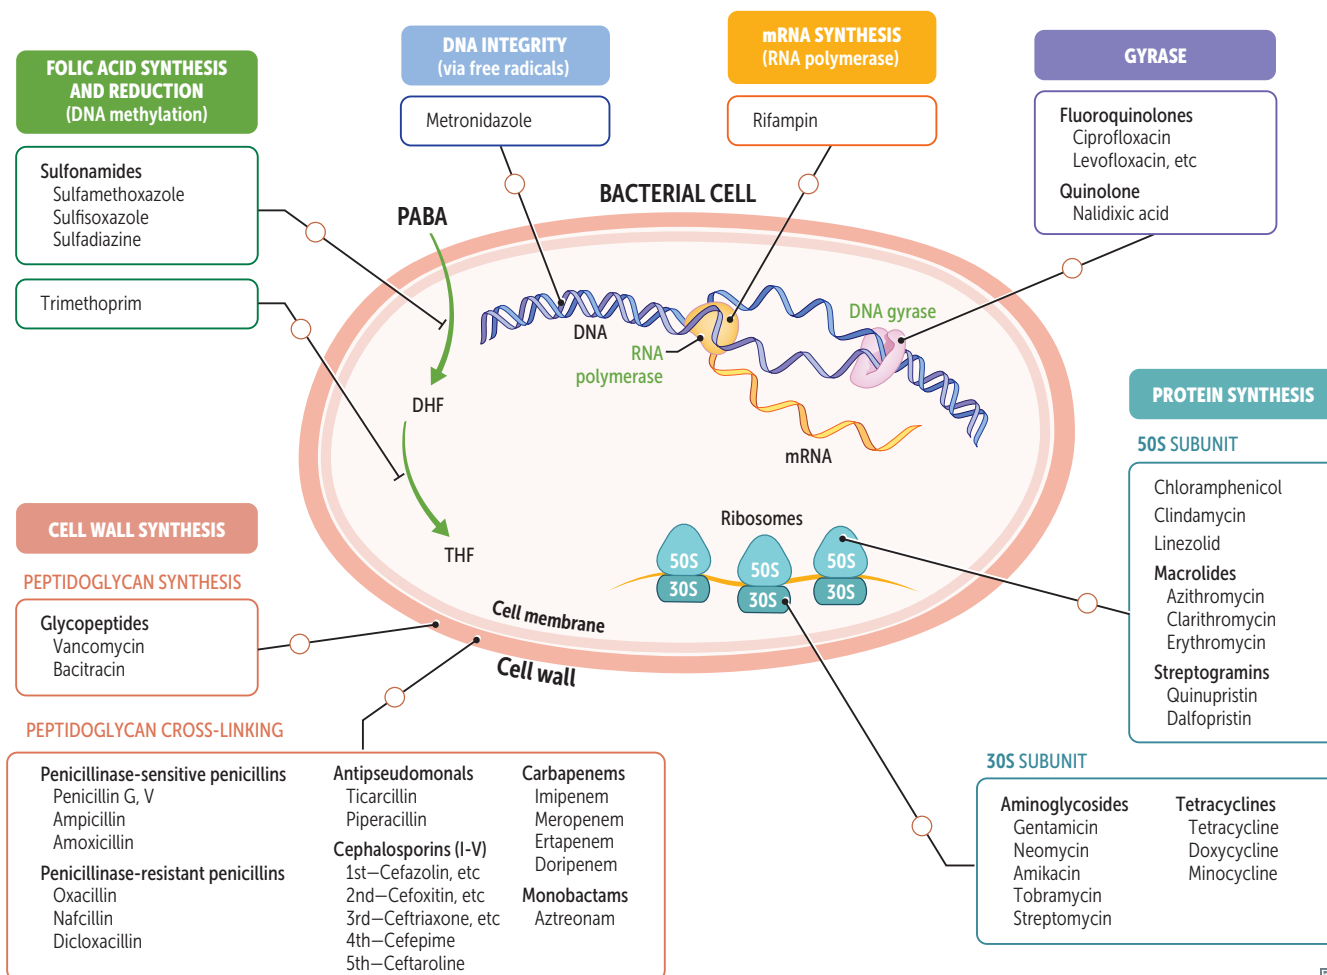 FOLIC ACID SYNTHESIS
AND REDUCTION
(DNA methylation)
Sulfonamides
Sulfamethoxazole
Sulfisoxazole
Sulfadiazine
Trimethoprim
DNA INTEGRITY
(via free radicals)
Metronidazole
mRNA SYNTHESIS
(RNA polymerase)
Rifampin
GYRASE
Fluoroquinolones
Ciprofloxacin
Levofloxacin, etc
Quinolone
Nalidixic acid
BACTERIAL CELL
PABA
DHF
THF
DNA
RNA
polymerase
DNA gyrase
mRNA
Ribosomes
50S
30S
50S
30S
50S
30S
Cell membrane
Cell wall
PROTEIN SYNTHESIS
50S SUBUNIT
Chloramphenicol
Clindamycin
Linezolid
Macrolides
Azithromycin
Clarithromycin
Erythromycin
Streptogramins
Quinupristin
Dalfopristin
30S SUBUNIT
Aminoglycosides
Gentamicin
Neomycin
Amikacin
Tobramycin
Streptomycin
Tetracyclines
Tetracycline
Doxycycline
Minocycline
CELL WALL SYNTHESIS
PEPTIDOGLYCAN SYNTHESIS
Glycopeptides
Vancomycin
Bacitracin
PEPTIDOGLYCAN CROSS-LINKING
Penicillinase-sensitive penicillins
Penicillin G, V
Ampicillin
Amoxicillin
Penicillinase-resistant penicillins
Oxacillin
Nafcillin
Dicloxacillin
Antipseudomonals
Ticarcillin
Piperacillin
Cephalosporins (I-V)
1st—Cefazolin, etc
2nd—Cefoxitin, etc
3rd—Ceftriaxone, etc
4th—Cefepime
5th—Ceftaroline
Carbapenems
Imipenem
Meropenem
Ertapenem
Doripenem
Monobactams
Aztreonam